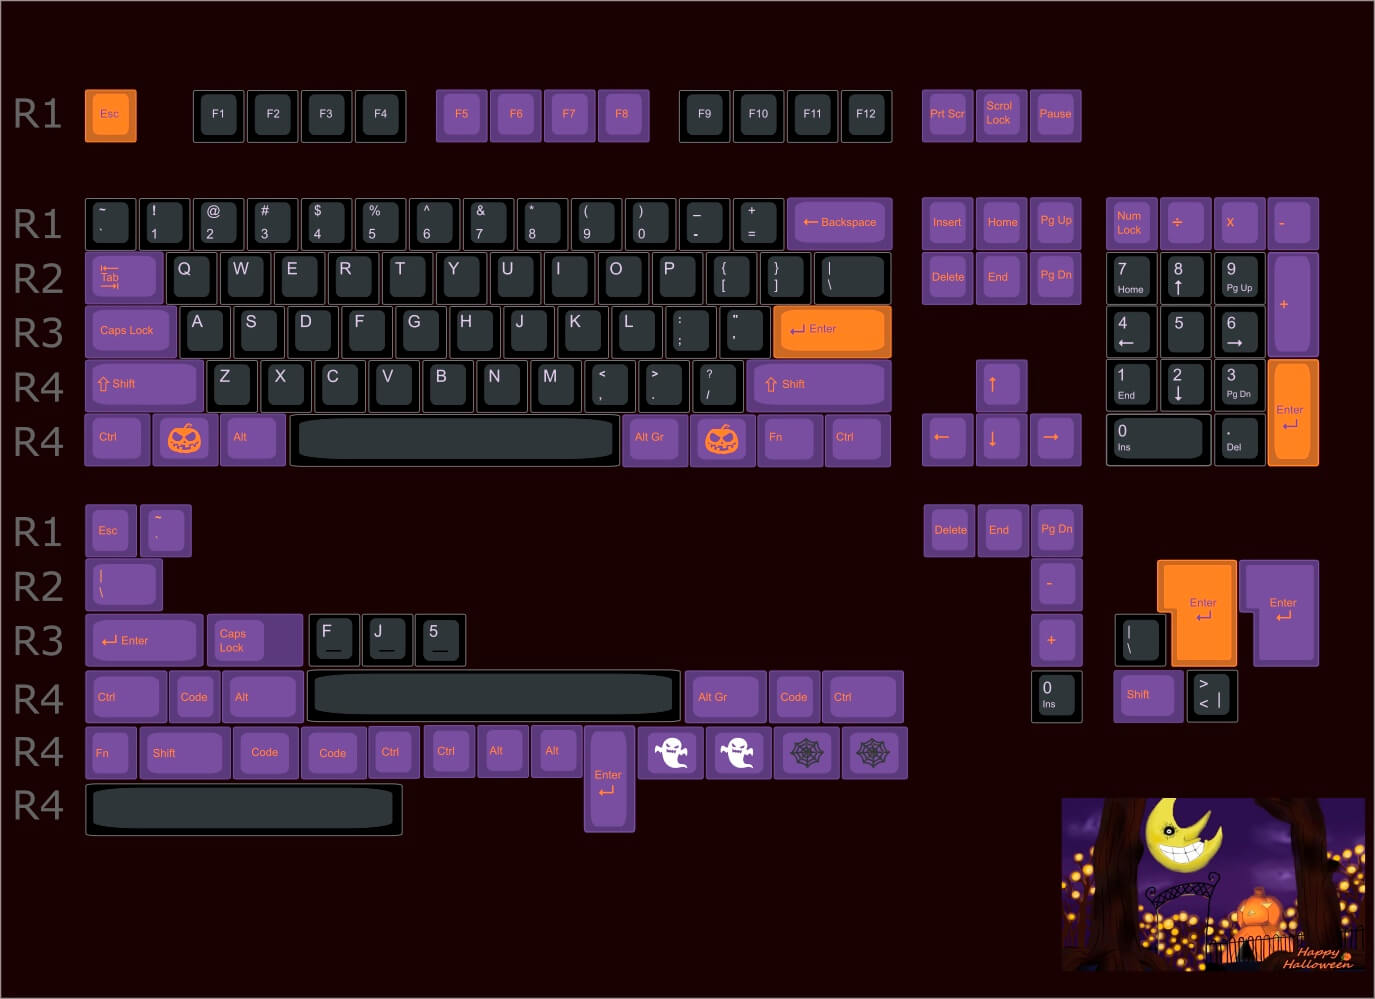 R1 Esc F1 F2 F3 F4 F5 F6 F7 F8 F9 F10 F11 F12 Prt Scr Scrol Lock Pause
R1 ~ ` ! 1 @ 2 # 3 $ 4 % 5 ^ 6 & 7 * 8 ( 9 ) 0 _ - + = ← Backspace Insert Home Pg Up Num Lock ÷ x -
R2 Tab Q W E R T Y U I O P { [ } ] | \ Delete End Pg Dn 7 Home 8 ↑ 9 Pg Up +
R3 Caps Lock A S D F G H J K L : ; " ' ↵ Enter 4 ← 5 6 →
R4 ⇧ Shift Z X C V B N M < , > . ? / ⇧ Shift ↑ 1 End 2 ↓ 3 Pg Dn Enter ↵
R4 Ctrl Alt Alt Gr Fn Ctrl ← ↓ → 0 Ins . Del
R1 Esc ~ ` Delete End Pg Dn
R2 | \ - Enter ↵ Enter ↵
R3 ↵ Enter Caps Lock F J 5 + | \
R4 Ctrl Code Alt Alt Gr Code Ctrl 0 Ins Shift > < |
R4 Fn Shift Code Code Ctrl Ctrl Alt Alt Enter ↵
R4
Happy
Halloween